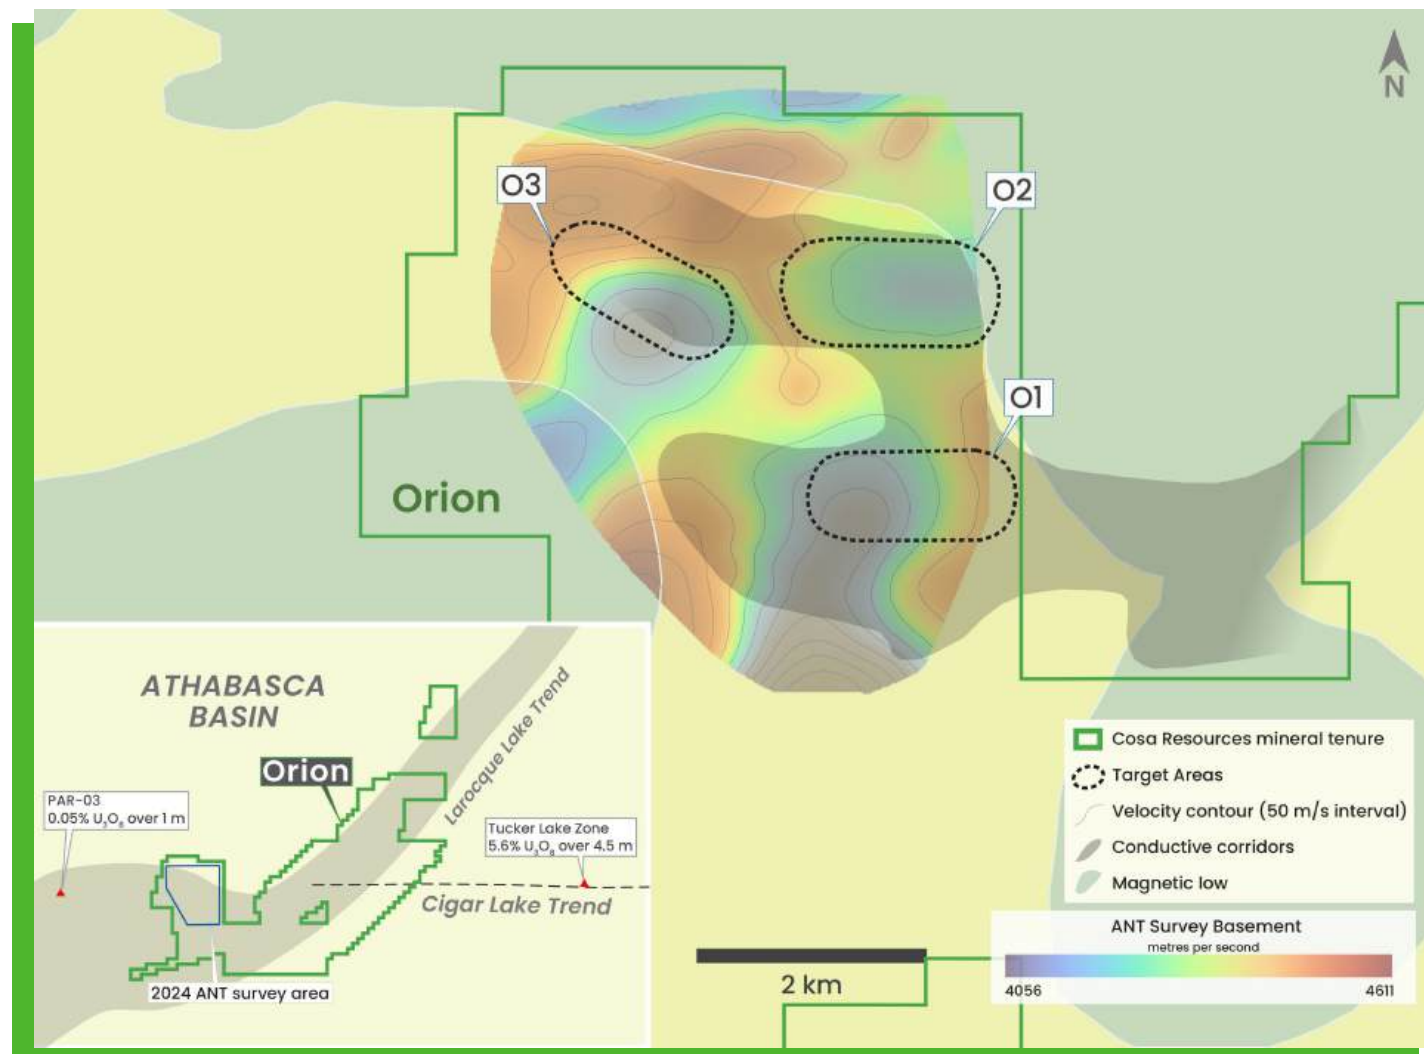 N
O3
O2
O1
Orion
ATHABASCA
BASIN
Orion
Larocque Lake Trend
PAR-03
0.05% U₃O₈ over 1 m
Tucker Lake Zone
5.6% U₃O₈ over 4.5 m
Cigar Lake Trend
2024 ANT survey area
2 km
Cosa Resources mineral tenure
Target Areas
Velocity contour (50 m/s interval)
Conductive corridors
Magnetic low
ANT Survey Basement
metres per second
4056 4611